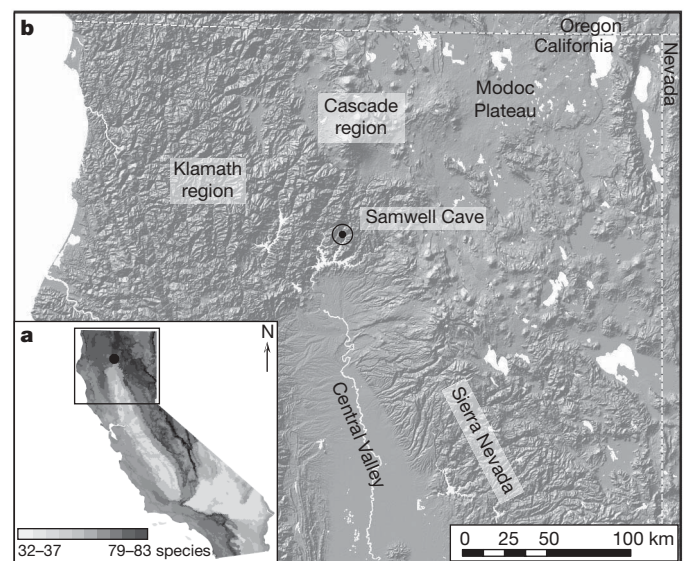 b
Oregon
California
Nevada
Modoc
Plateau
Cascade
region
Klamath
region
Samwell Cave
a
N
Central Valley
Sierra Nevada
32–37 79–83 species
0 25 50 100 km